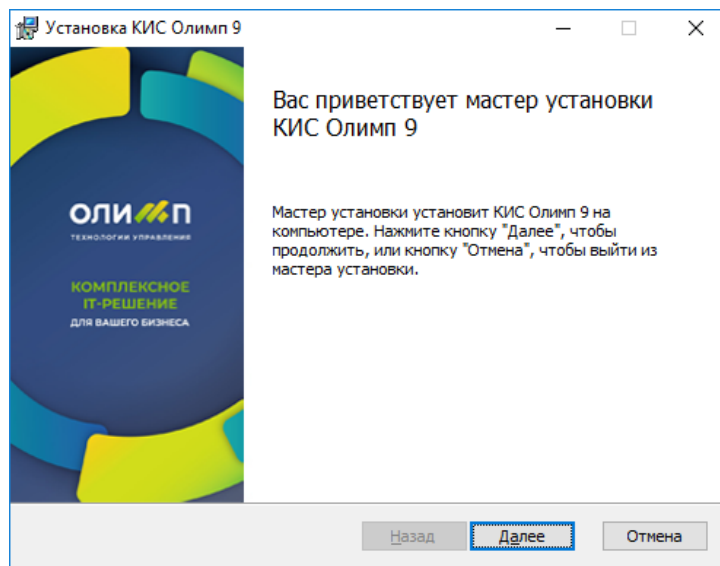 Установка КИС Олимп 9
Вас приветствует мастер установки
КИС Олимп 9
ОЛИМП
ТЕХНОЛОГИИ УПРАВЛЕНИЯ
КОМПЛЕКСНОЕ
IT-РЕШЕНИЕ
ДЛЯ ВАШЕГО БИЗНЕСА
Мастер установки установит КИС Олимп 9 на
компьютере. Нажмите кнопку "Далее", чтобы
продолжить, или кнопку "Отмена", чтобы выйти из
мастера установки.
Назад
Далее
Отмена